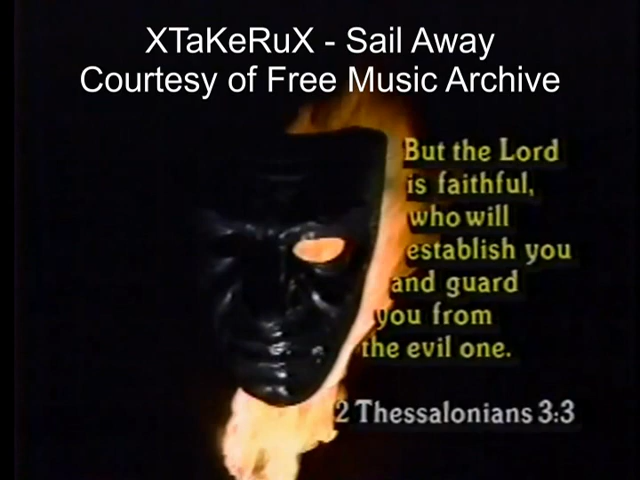 XTaKeRuX - Sail Away
Courtesy of Free Music Archive
But the Lord
is faithful,
who will
establish you
and guard
you from
the evil one.
2 Thessalonians 3:3